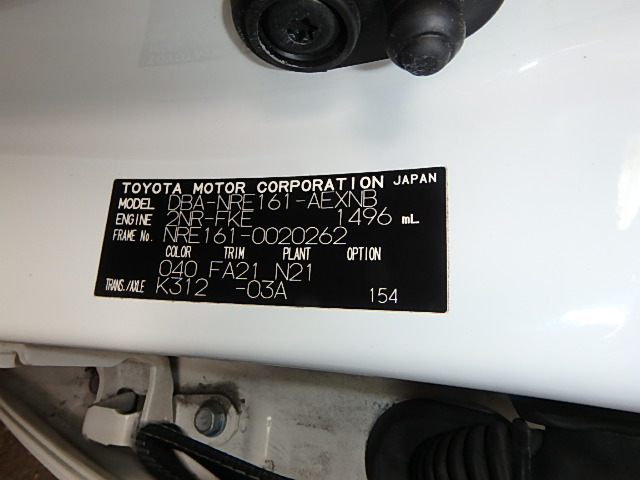 TOYOTA MOTOR CORPORATION JAPAN
MODEL DBA-NRE161-AEXNB
ENGINE 2NR-FKE 1496 mL
FRAME No. NRE161-0020262
COLOR TRIM PLANT OPTION
040 FA21 N21
TRANS./AXLE K312 -03A 154